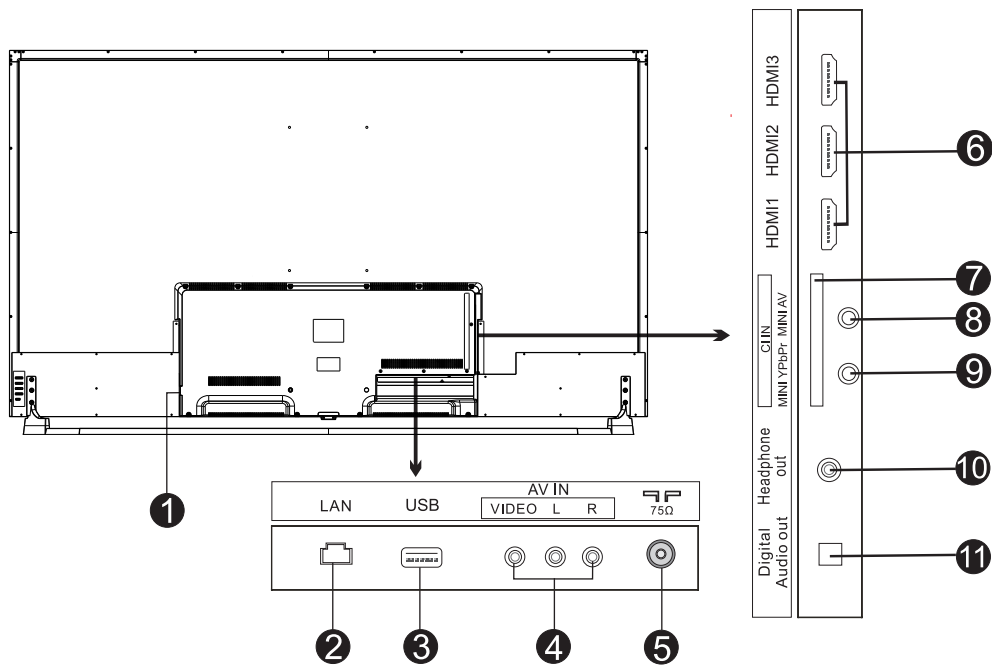 HDMI3
HDMI2
HDMI1
6
7
CI IN
MINI AV
8
MINI YPbPr
9
Headphone
out
10
Digital
Audio out
11
1
AV IN
LAN
USB
VIDEO L R
75Ω
2
3
4
5